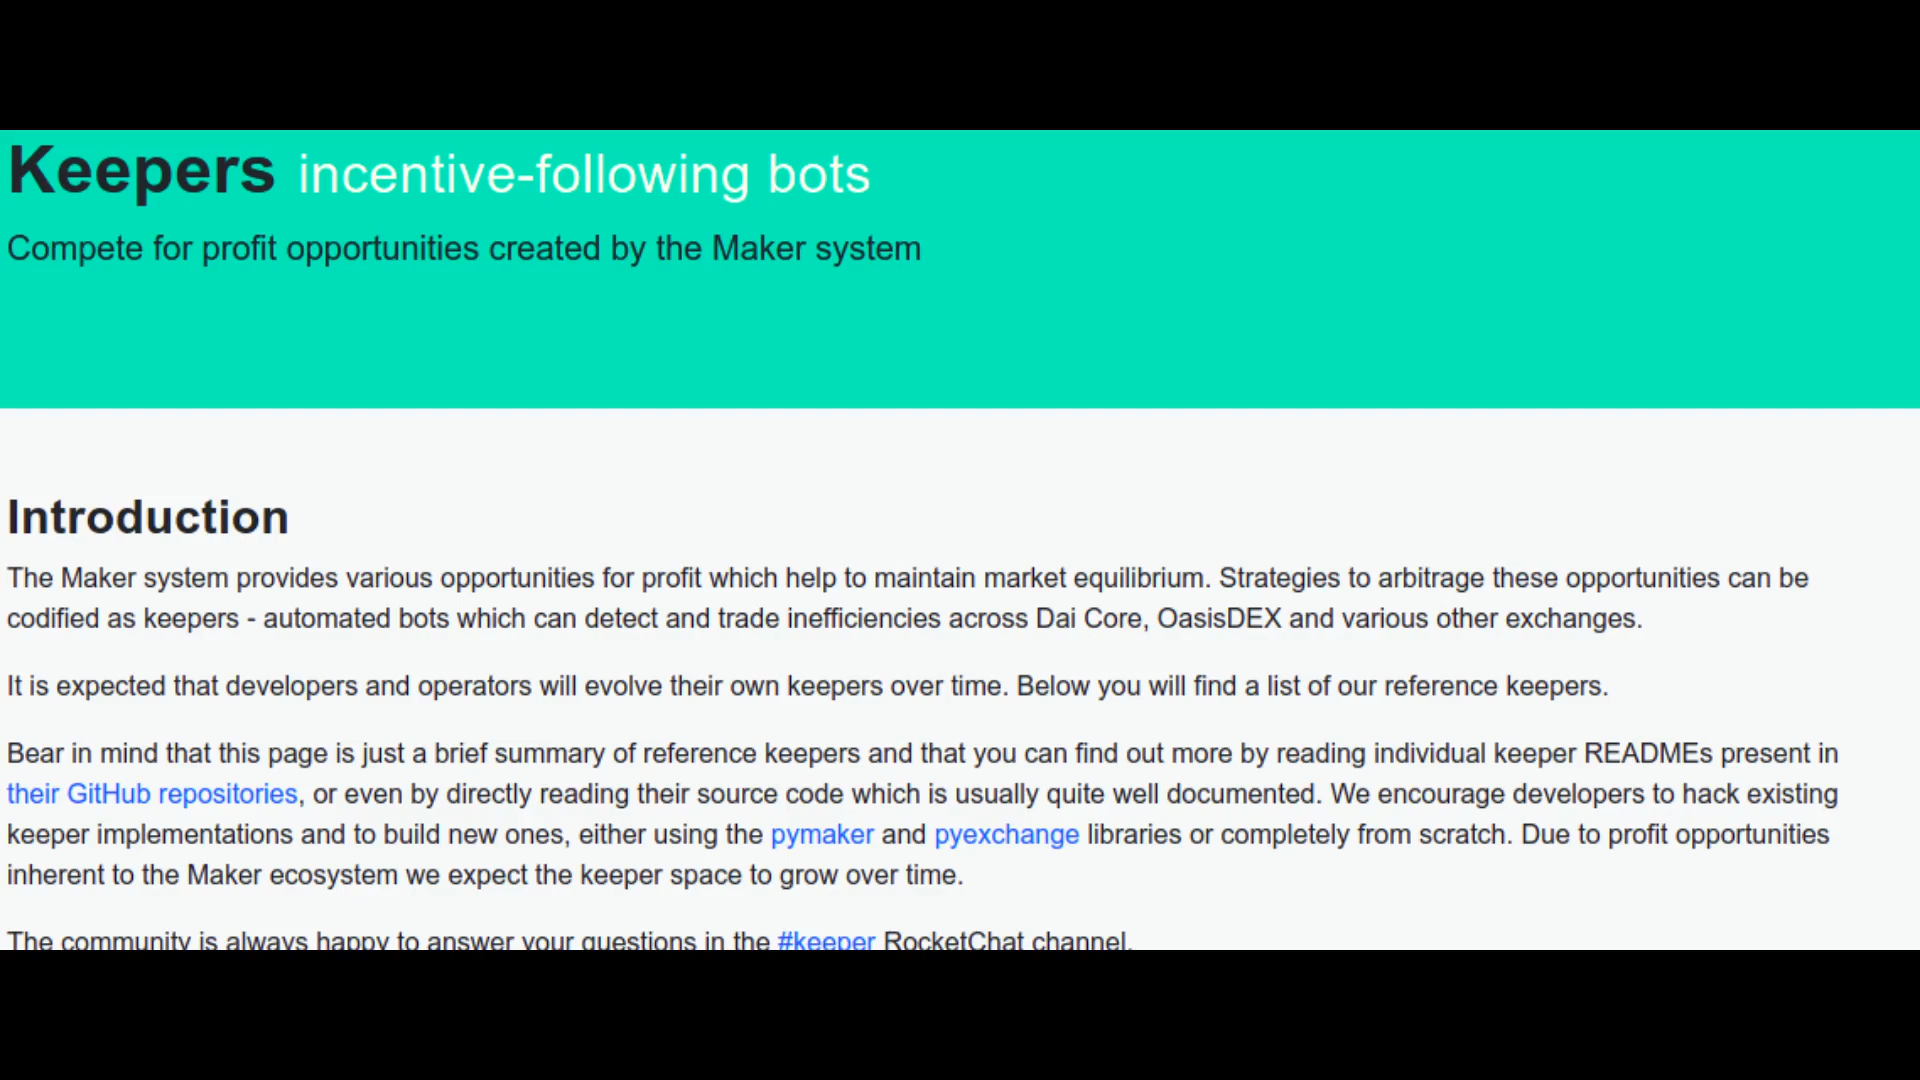 Keepers incentive-following bots
Compete for profit opportunities created by the Maker system
Introduction
The Maker system provides various opportunities for profit which help to maintain market equilibrium. Strategies to arbitrage these opportunities can be
codified as keepers - automated bots which can detect and trade inefficiencies across Dai Core, OasisDEX and various other exchanges.
It is expected that developers and operators will evolve their own keepers over time. Below you will find a list of our reference keepers.
Bear in mind that this page is just a brief summary of reference keepers and that you can find out more by reading individual keeper READMEs present in
their GitHub repositories, or even by directly reading their source code which is usually quite well documented. We encourage developers to hack existing
keeper implementations and to build new ones, either using the pymaker and pyexchange libraries or completely from scratch. Due to profit opportunities
inherent to the Maker ecosystem we expect the keeper space to grow over time.
The community is always happy to answer your questions in the #keeper RocketChat channel.